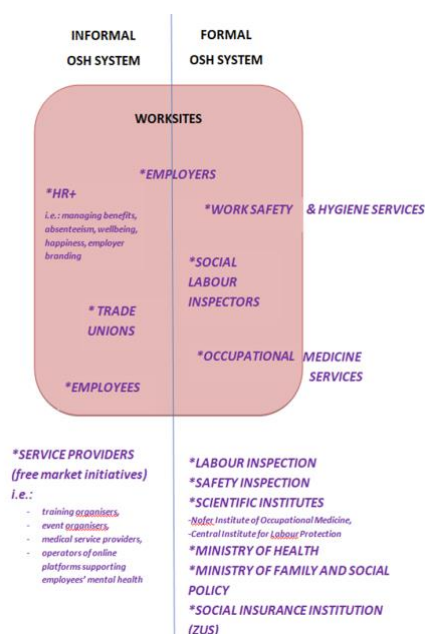 INFORMAL
OSH SYSTEM
FORMAL
OSH SYSTEM
WORKSITES
*EMPLOYERS
*HR+
i.e.: managing benefits,
absenteeism, wellbeing,
happiness, employer
branding
*WORK SAFETY & HYGIENE SERVICES
*SOCIAL
LABOUR
INSPECTORS
* TRADE
UNIONS
*OCCUPATIONAL MEDICINE
SERVICES
*EMPLOYEES
*SERVICE PROVIDERS
(free market initiatives)
i.e.:
- training organisers,
- event organisers,
- medical service providers,
- operators of online
platforms supporting
employees' mental health
*LABOUR INSPECTION
*SAFETY INSPECTION
*SCIENTIFIC INSTITUTES
-Nofer Institute of Occupational Medicine,
-Central Institute for Labour Protection
*MINISTRY OF HEALTH
*MINISTRY OF FAMILY AND SOCIAL
POLICY
*SOCIAL INSURANCE INSTITUTION
(ZUS)